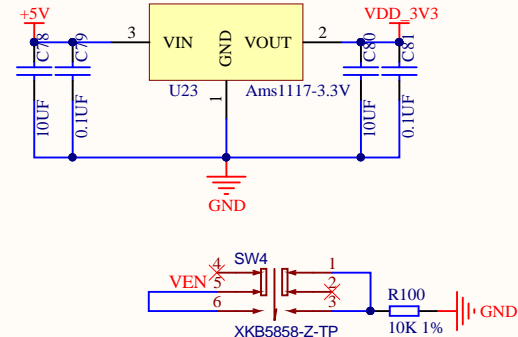 +5V
VDD_3V3
C78
C79
3
VIN
GND
VOUT
2
C80
C81
1
U23
Ams1117-3.3V
10UF
0.1UF
10UF
0.1UF
GND
SW4
4
1
VEN
5
2
6
3
R100
GND
XKB5858-Z-TP
10K 1%